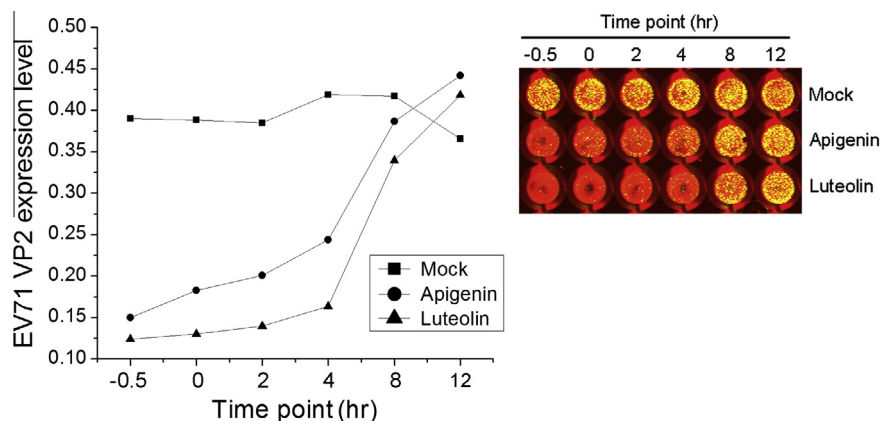 0.50
0.45
0.40
0.35
0.30
0.25
0.20
0.15
0.10
EV71 VP2 expression level
-0.5 0 2 4 8 12
Time point (hr)
Mock
Apigenin
Luteolin
Time point (hr)
-0.5 0 2 4 8 12
Mock
Apigenin
Luteolin